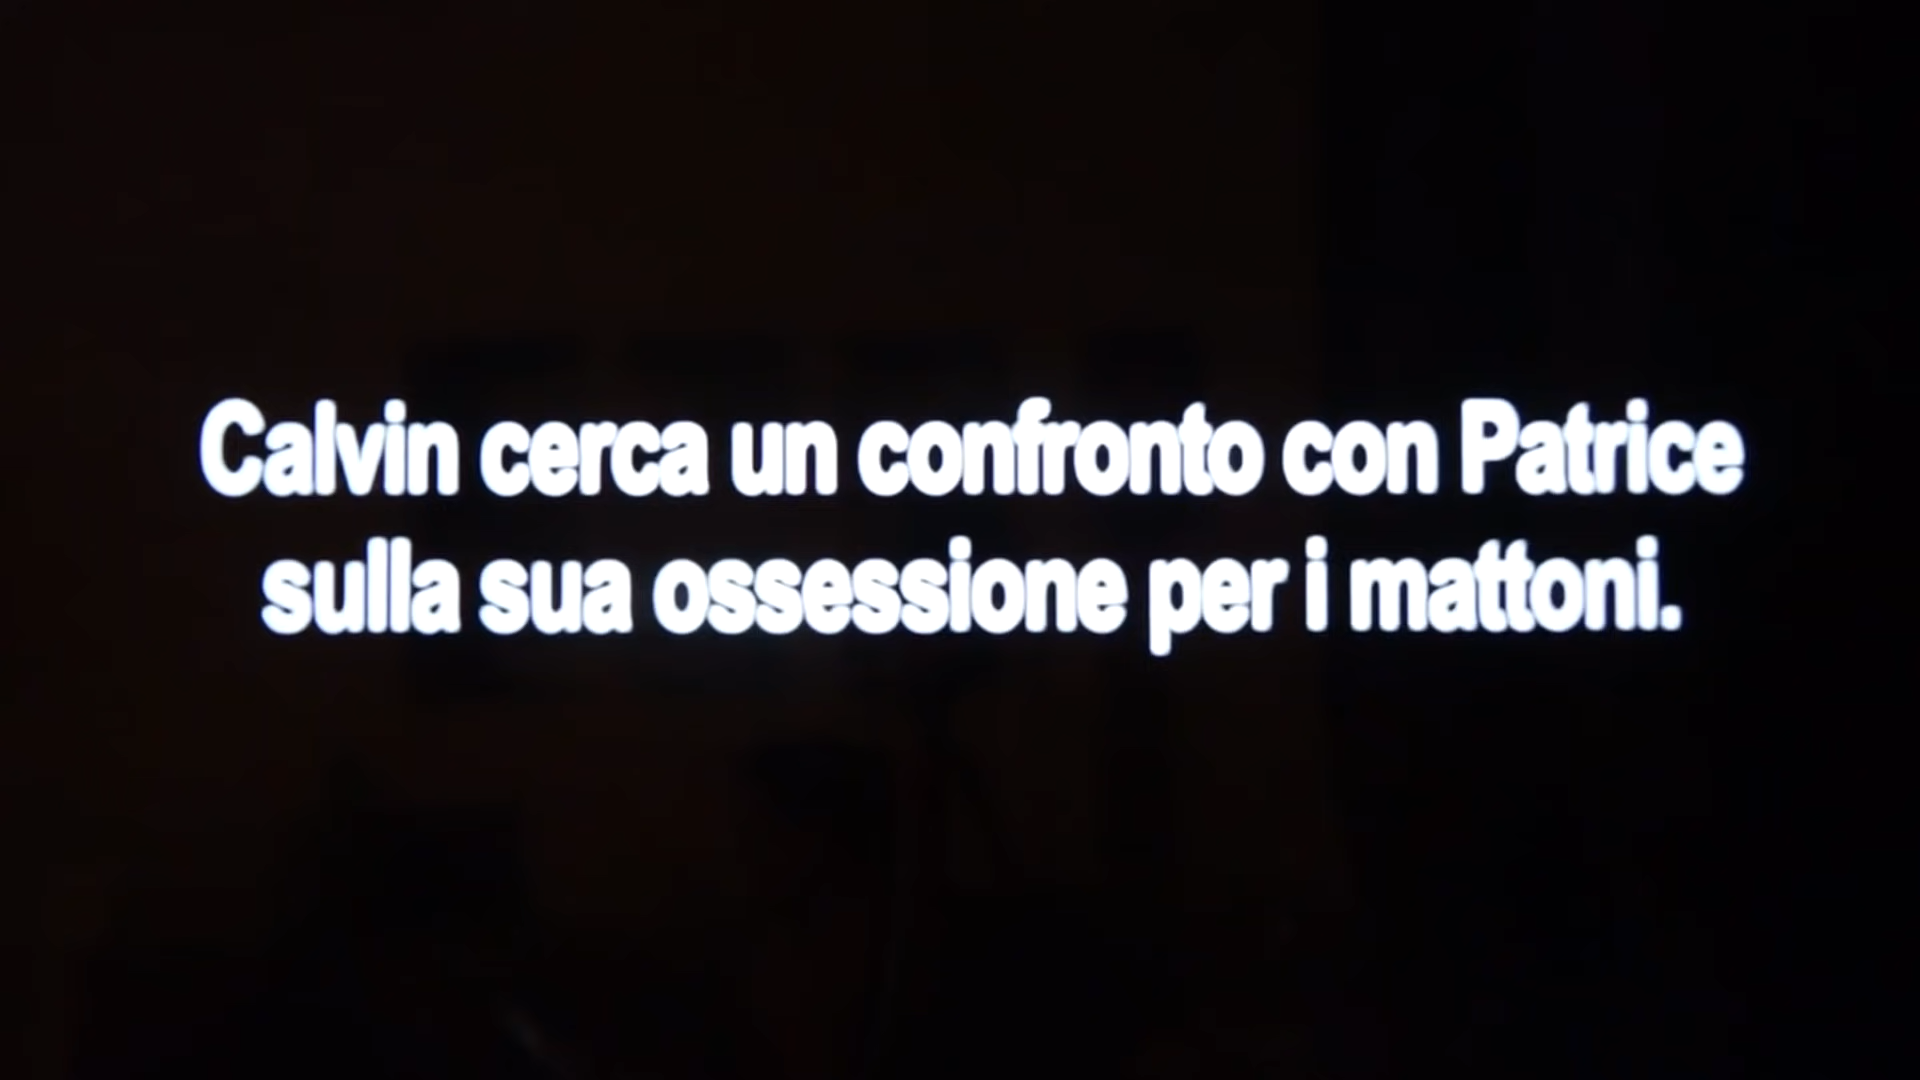 Calvin cerca un confronto con Patrice
sulla sua ossessione per i mattoni.